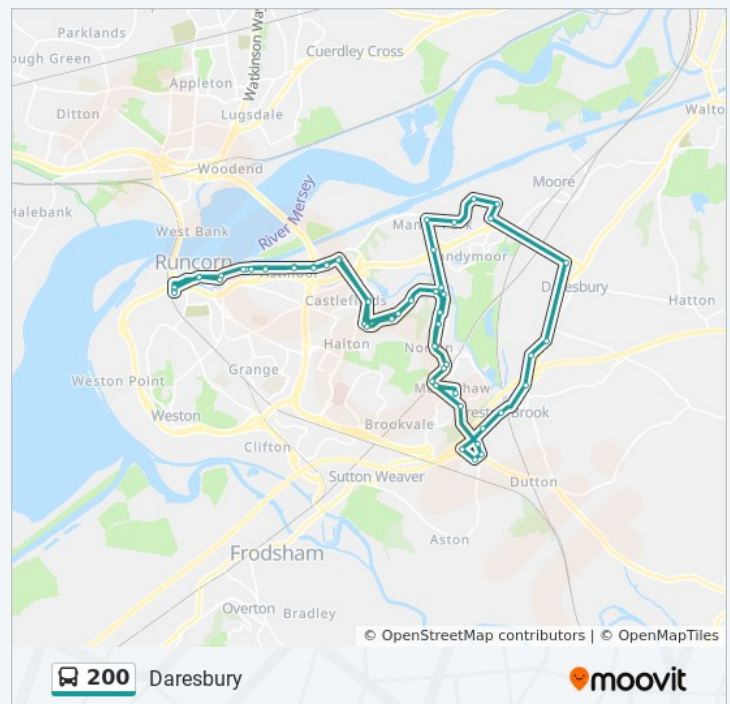 Parklands
ough Green
Cuerdley Cross
Watkinson Way
Appleton
Ditton
Lugsdale
Walto
Woodend
Moore
Halebank
River Mersey
West Bank
Runcorn
Castlefields
Halton
Daresbury
Hatton
Weston Point
Grange
Weston
Brookvale
Clifton
Sutton Weaver
Dutton
Aston
Frodsham
Overton
Bradley
© OpenStreetMap contributors | © OpenMapTiles
200 Daresbury
moovit